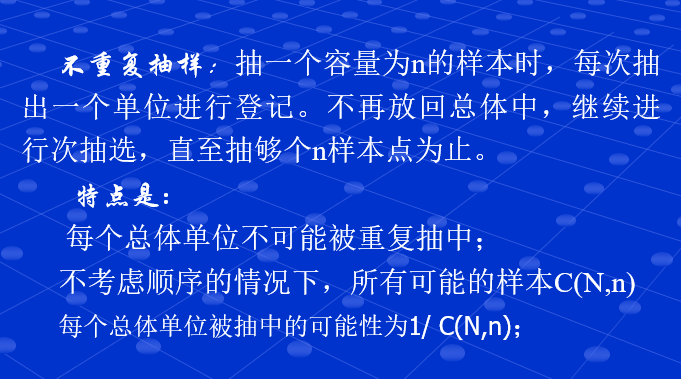 不重复抽样：抽一个容量为n的样本时，每次抽
出一个单位进行登记。不再放回总体中，继续进
行次抽选，直至抽够个n样本点为止。
特点是：
每个总体单位不可能被重复抽中；
不考虑顺序的情况下，所有可能的样本C(N,n)
每个总体单位被抽中的可能性为1/ C(N,n)；